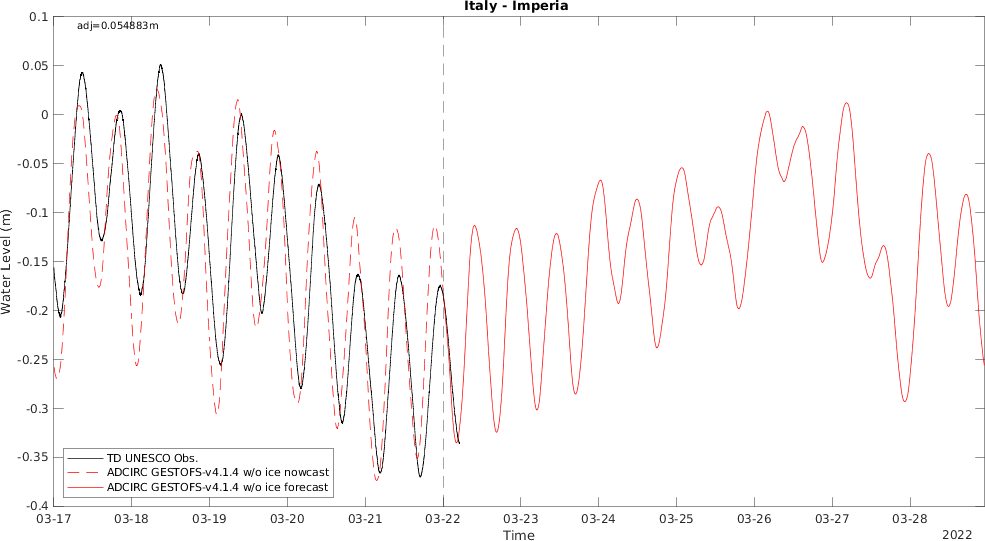 Italy - Imperia
adj=0.054883m
0.1
0.05
0
-0.05
-0.1
-0.15
-0.2
-0.25
-0.3
-0.35
-0.4
Water Level (m)
TD UNESCO Obs.
ADCIRC GESTOFS-v4.1.4 w/o ice nowcast
ADCIRC GESTOFS-v4.1.4 w/o ice forecast
03-17 03-18 03-19 03-20 03-21 03-22 03-23 03-24 03-25 03-26 03-27 03-28
Time
2022